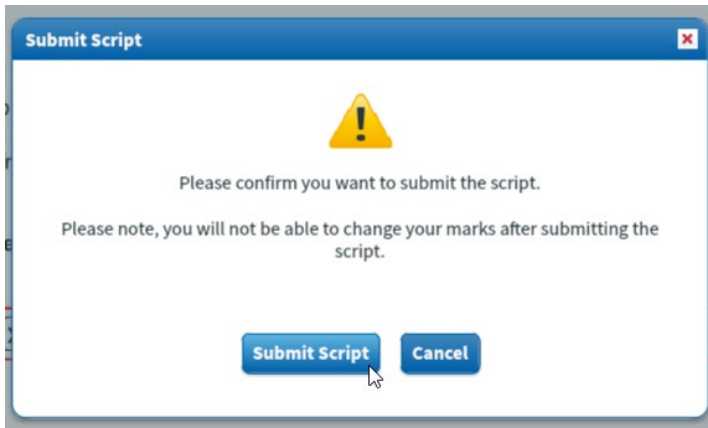 Submit Script
Please confirm you want to submit the script.
Please note, you will not be able to change your marks after submitting the
script.
Submit Script
Cancel